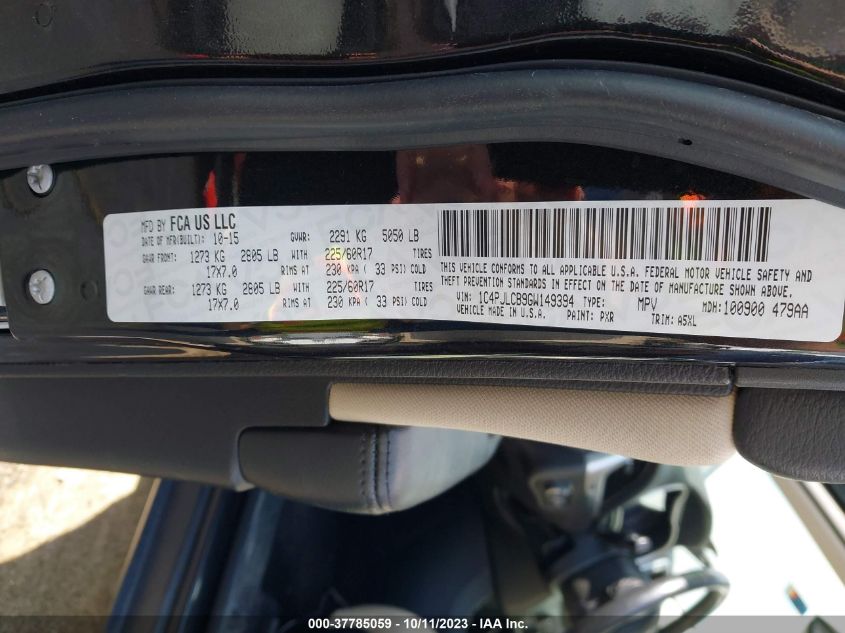 MFD BY FCA US LLC
DATE OF MFR(BUILT): 10-15 GVWR: 2291 KG 5050 LB
GAWR FRONT: 1273 KG 2805 LB WITH 225/60R17 TIRES
17X7.0 RIMS AT 230 KPA ( 33 PSI) COLD
GAWR REAR: 1273 KG 2805 LB WITH 225/60R17 TIRES
17X7.0 RIMS AT 230 KPA ( 33 PSI) COLD
THIS VEHICLE CONFORMS TO ALL APPLICABLE U.S.A. FEDERAL MOTOR VEHICLE SAFETY AND
THEFT PREVENTION STANDARDS IN EFFECT ON THE DATE OF MANUFACTURE SHOWN ABOVE.
VIN: 1C4PJLCB9GW149394 TYPE: MPV MDH: 100900 479AA
VEHICLE MADE IN U.S.A. PAINT: PXR TRIM: A5XL
000-37785059 - 10/11/2023 - IAA Inc.